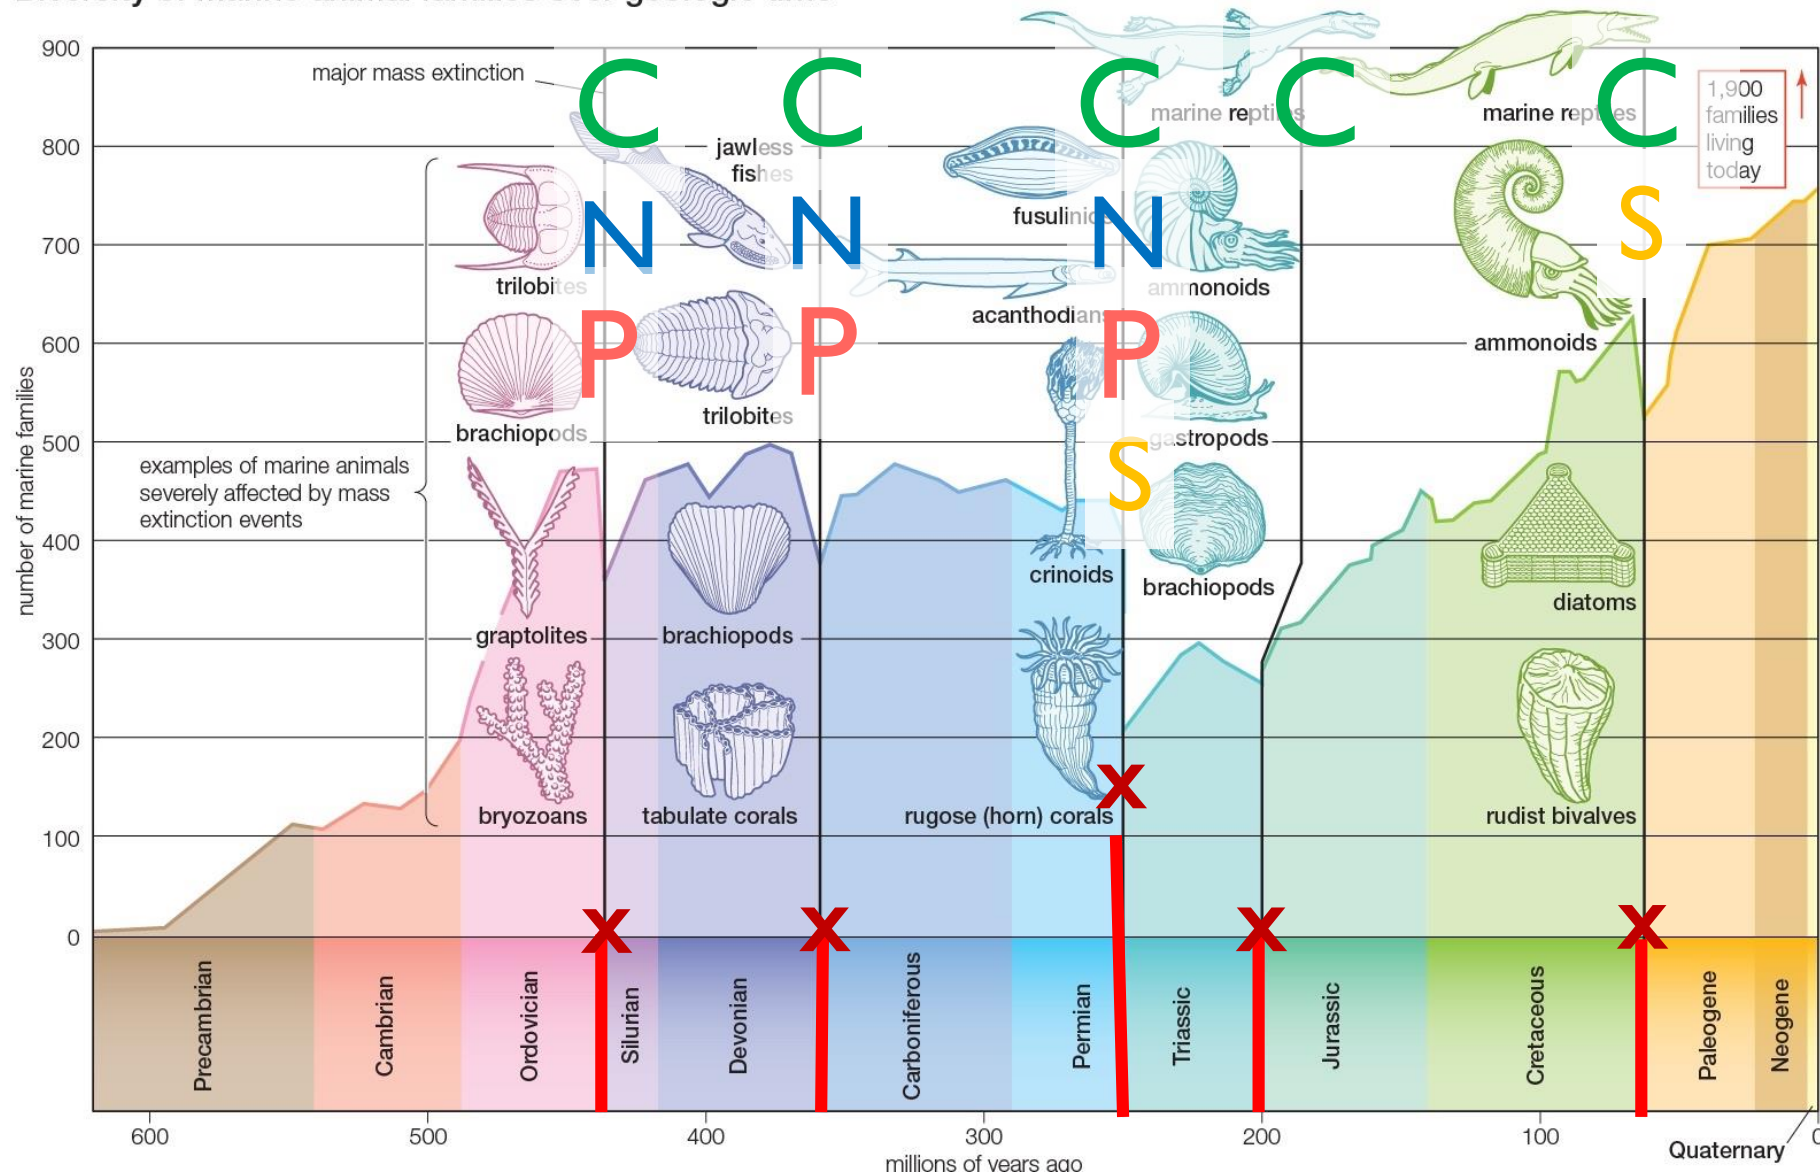 900
800
700
600
500
400
300
200
100
0
number of marine families
major mass extinction
C
C
C
C
C
N
N
N
P
P
P
S
S
X
X
X
X
X
jawless
fishes
marine reptiles
marine reptiles
1,900
families
living
today
trilobites
brachiopods
graptolites
bryozoans
examples of marine animals
severely affected by mass
extinction events
trilobites
brachiopods
tabulate corals
acanthodians
crinoids
rugose (horn) corals
ammonoids
gastropods
brachiopods
ammonoids
diatoms
rudist bivalves
Precambrian
Cambrian
Ordovician
Silurian
Devonian
Carboniferous
Permian
Triassic
Jurassic
Cretaceous
Paleogene
Neogene
600
500
400
300
200
100
0
Quaternary
millions of years ago